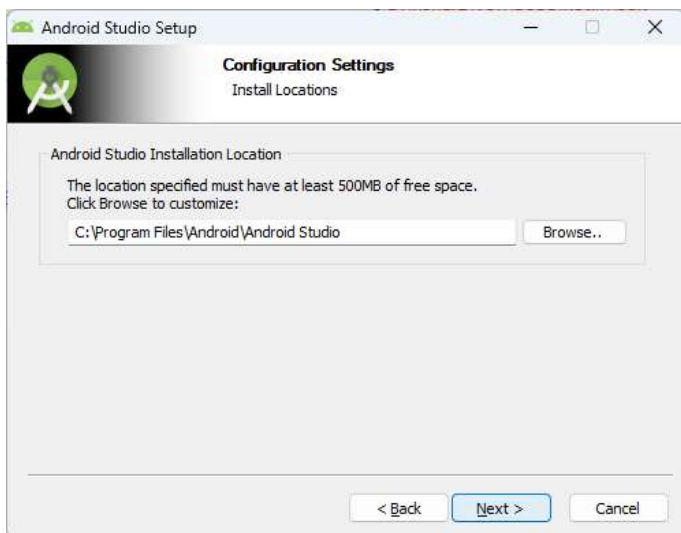 Android Studio Setup
Configuration Settings
Install Locations
Android Studio Installation Location
The location specified must have at least 500MB of free space.
Click Browse to customize:
C:\Program Files\Android\Android Studio
Browse..
< Back
Next >
Cancel